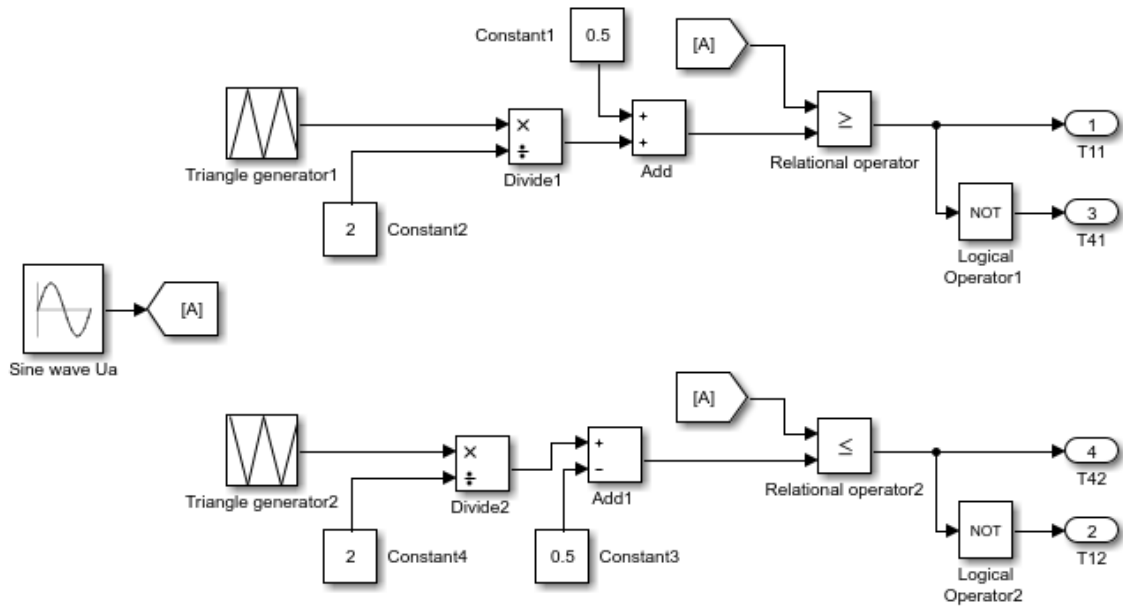 Constant1
0.5
[A]
×
÷
+
+
≥
1
T11
Triangle generator1
Divide1
Add
Relational operator
2
Constant2
NOT
3
T41
Logical
Operator1
[A]
Sine wave Ua
[A]
×
÷
+
−
≤
4
T42
Triangle generator2
Divide2
Add1
Relational operator2
2
Constant4
0.5
Constant3
NOT
2
T12
Logical
Operator2